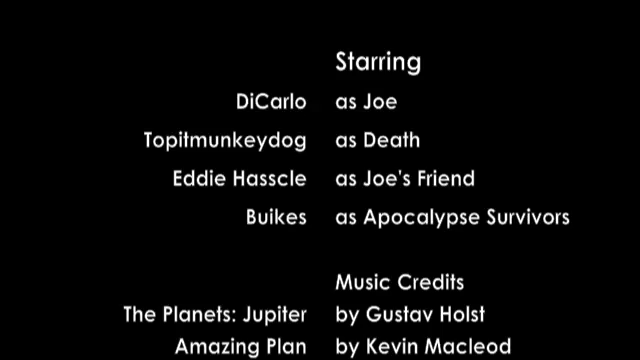 Starring
DiCarlo as Joe
Topitmunkeydog as Death
Eddie Hasscle as Joe's Friend
Buikes as Apocalypse Survivors
Music Credits
The Planets: Jupiter by Gustav Holst
Amazing Plan by Kevin Macleod